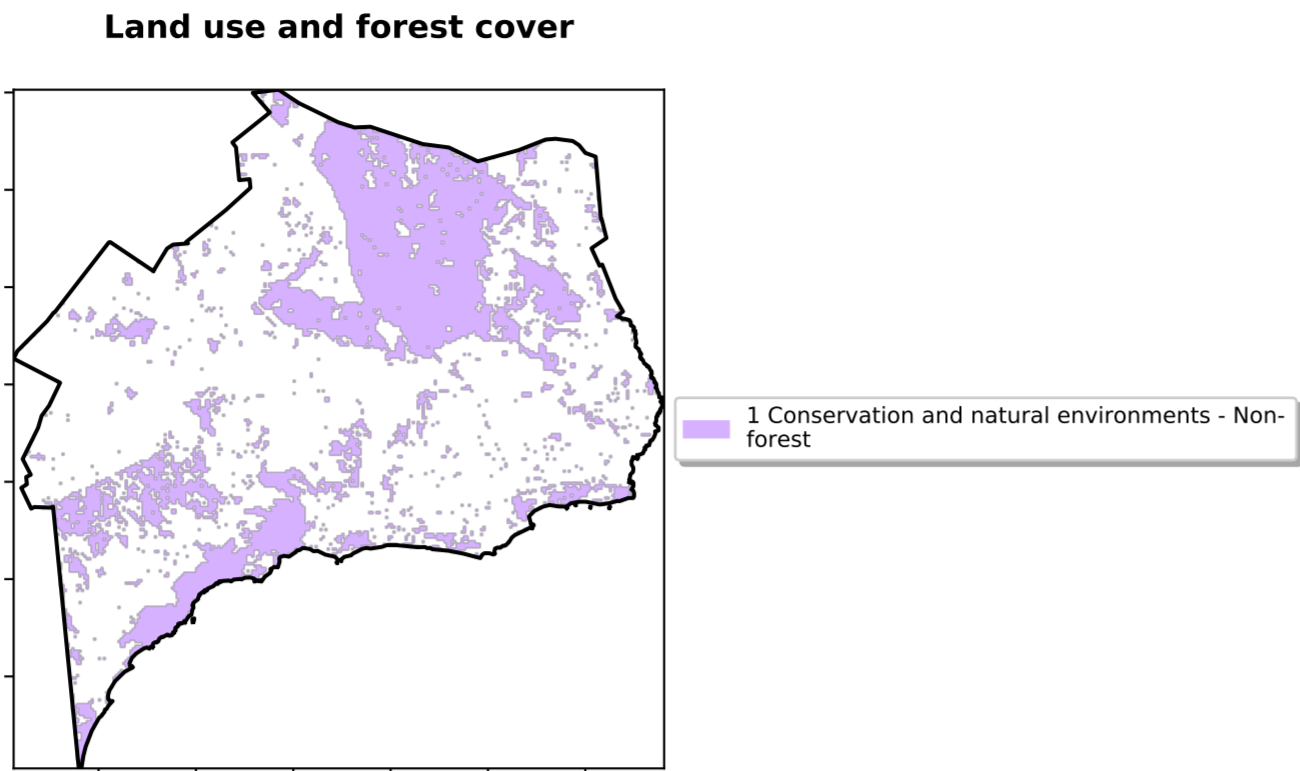 Land use and forest cover
1 Conservation and natural environments - Non-
forest